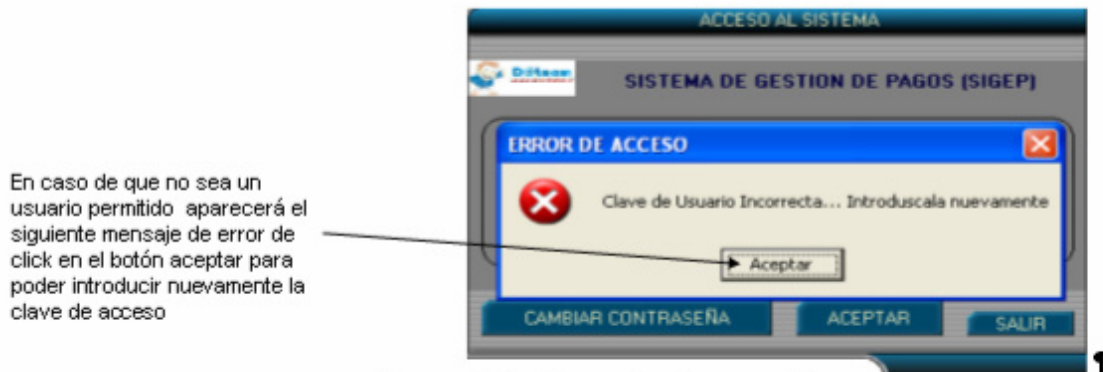 ACCESO AL SISTEMA
SISTEMA DE GESTION DE PAGOS (SIGEP)
ERROR DE ACCESO
Clave de Usuario Incorrecta... Introduscala nuevamente
Aceptar
CAMBIAR CONTRASEÑA
ACEPTAR
SALIR
En caso de que no sea un
usuario permitido aparecerá el
siguiente mensaje de error de
click en el botón aceptar para
poder introducir nuevamente la
clave de acceso